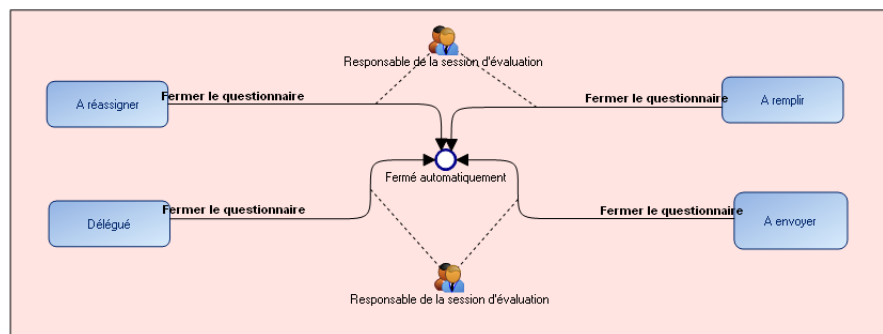 Responsable de la session d'évaluation
A réassigner
Fermer le questionnaire
Fermer le questionnaire
A remplir
Fermé automatiquement
Délégué
Fermer le questionnaire
Fermer le questionnaire
A envoyer
Responsable de la session d'évaluation